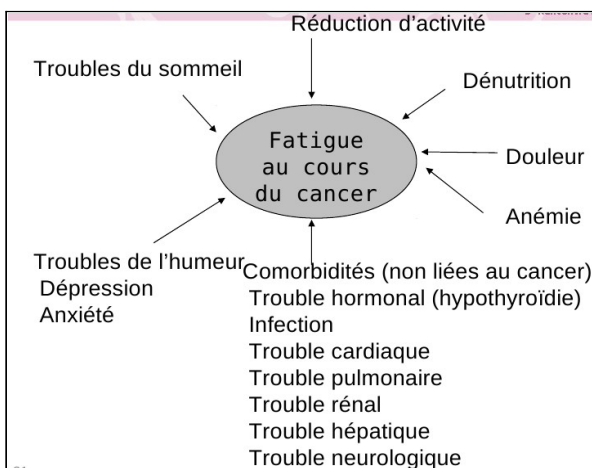 Réduction d'activité
Troubles du sommeil
Dénutrition
Fatigue
au cours
du cancer
Douleur
Anémie
Troubles de l'humeur
Dépression
Anxiété
Comorbidités (non liées au cancer)
Trouble hormonal (hypothyroïdie)
Infection
Trouble cardiaque
Trouble pulmonaire
Trouble rénal
Trouble hépatique
Trouble neurologique